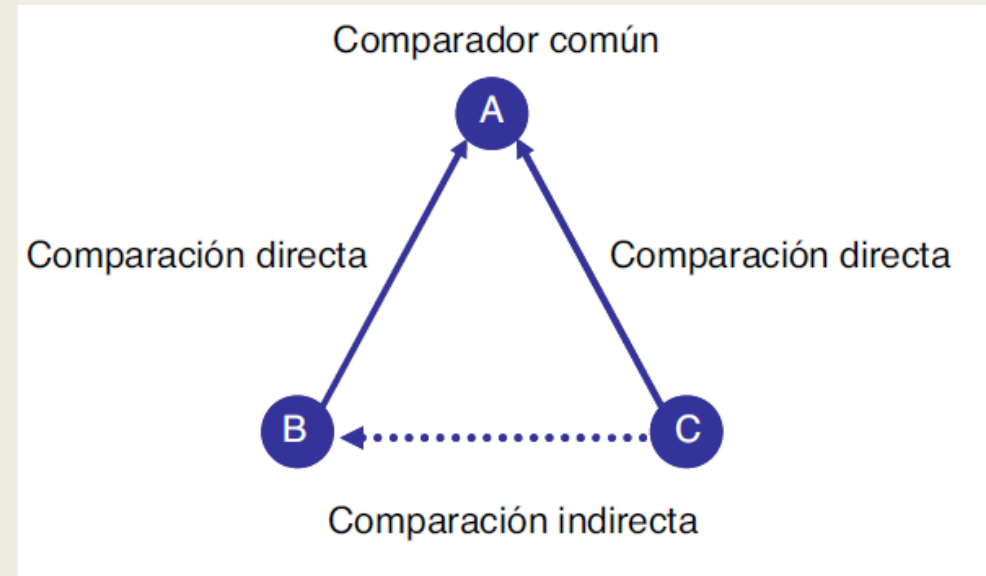 Comparador común
A
Comparación directa
Comparación directa
B
C
Comparación indirecta